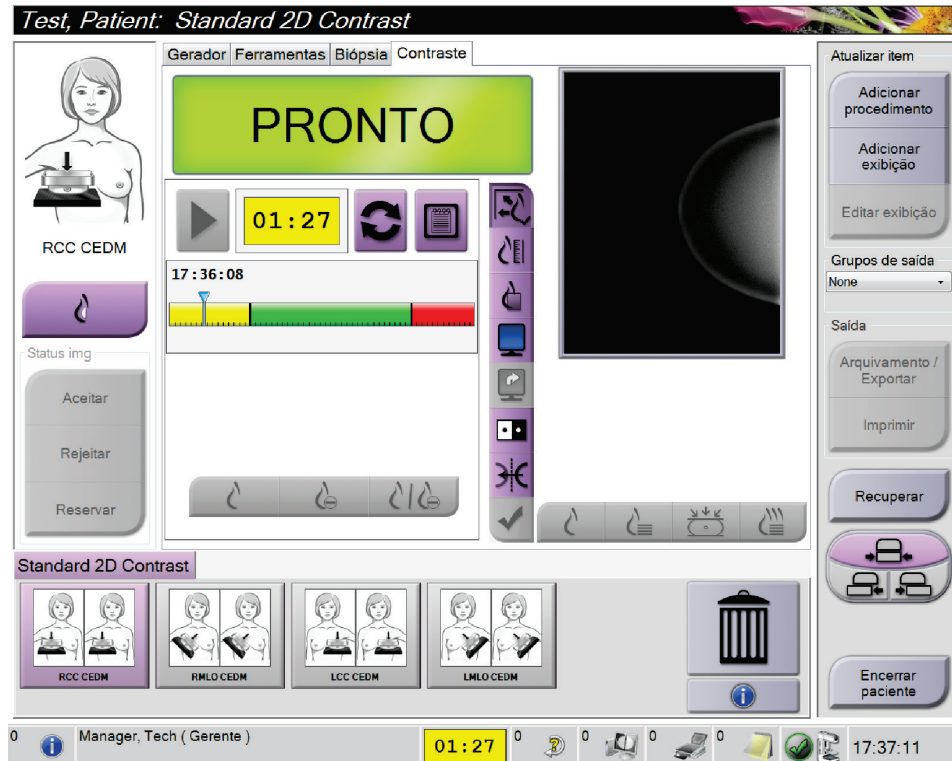 Test, Patient: Standard 2D Contrast
Gerador
Ferramentas
Biópsia
Contraste
PRONTO
01:27
17:36:08
RCC CEDM
Status img
Aceitar
Rejeitar
Reservar
Atualizar item
Adicionar
procedimento
Adicionar
exibição
Editar exibição
Grupos de saída
None
Saída
Arquivamento /
Exportar
Imprimir
Recuperar
Encerrar
paciente
Standard 2D Contrast
RCC CEDM
RMLO CEDM
LCC CEDM
LMLO CEDM
0
Manager, Tech ( Gerente )
01:27
0
0
0
0
17:37:11